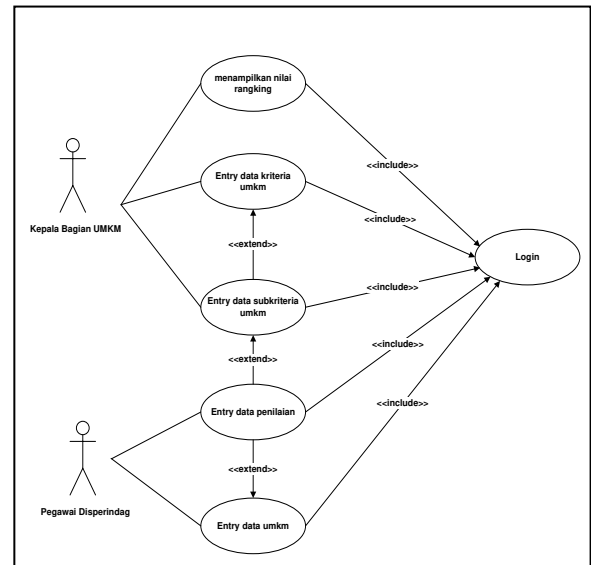 menampilkan nilai
rangking
<<include>>
Entry data kriteria
umkm
<<include>>
Kepala Bagian UMKM
<<extend>>
Login
Entry data subkriteria
umkm
<<include>>
<<include>>
<<extend>>
<<include>>
Entry data penilaian
<<extend>>
Pegawai Disperindag
Entry data umkm